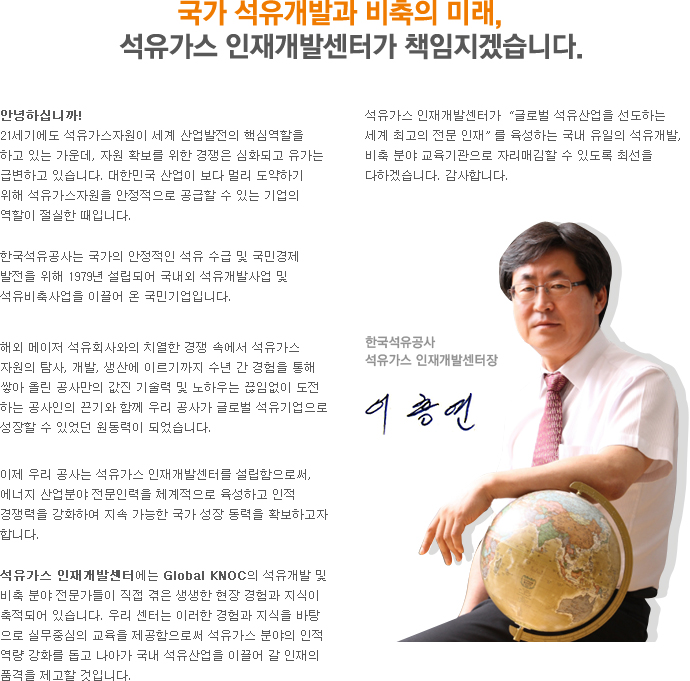 국가 석유개발과 비축의 미래,
석유가스 인재개발센터가 책임지겠습니다.
안녕하십니까!
21세기에도 석유가스자원이 세계 산업발전의 핵심역할을
하고 있는 가운데, 자원 확보를 위한 경쟁은 심화되고 유가는
급변하고 있습니다. 대한민국 산업이 보다 멀리 도약하기
위해 석유가스자원을 안정적으로 공급할 수 있는 기업의
역할이 절실한 때입니다.
한국석유공사는 국가의 안정적인 석유 수급 및 국민경제
발전을 위해 1979년 설립되어 국내외 석유개발사업 및
석유비축사업을 이끌어 온 국민기업입니다.
해외 메이저 석유회사와의 치열한 경쟁 속에서 석유가스
자원의 탐사, 개발, 생산에 이르기까지 수년 간 경험을 통해
쌓아 올린 공사만의 값진 기술력 및 노하우는 끊임없이 도전
하는 공사인의 끈기와 함께 우리 공사가 글로벌 석유기업으로
성장할 수 있었던 원동력이 되었습니다.
이제 우리 공사는 석유가스 인재개발센터를 설립함으로써,
에너지 산업분야 전문인력을 체계적으로 육성하고 인적
경쟁력을 강화하여 지속 가능한 국가 성장 동력을 확보하고자
합니다.
석유가스 인재개발센터에는 Global KNOC의 석유개발 및
비축 분야 전문가들이 직접 겪은 생생한 현장 경험과 지식이
축적되어 있습니다. 우리 센터는 이러한 경험과 지식을 바탕
으로 실무중심의 교육을 제공함으로써 석유가스 분야의 인적
역량 강화를 돕고 나아가 국내 석유산업을 이끌어 갈 인재의
품격을 제고할 것입니다.
석유가스 인재개발센터가 “글로벌 석유산업을 선도하는
세계 최고의 전문 인재” 를 육성하는 국내 유일의 석유개발,
비축 분야 교육기관으로 자리매김할 수 있도록 최선을
다하겠습니다. 감사합니다.
한국석유공사
석유가스 인재개발센터장
이흥연